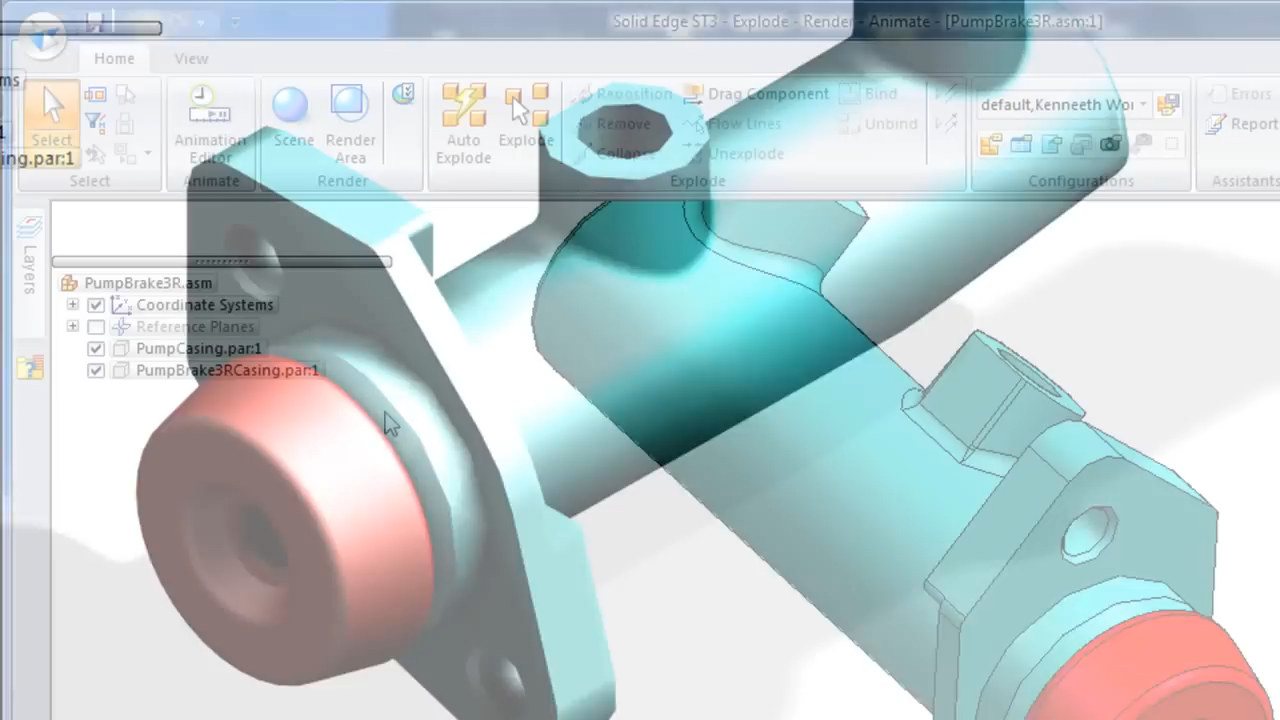 Solid Edge ST3 - Explode - Render - Animate - [PumpBrake3R.asm:1]
Home View
ms
Select
Animation Editor
Scene
Render Area
Auto Explode
Explode
Reposition
Remove
Collapse
Drag Component
Flow Lines
Unexplode
Bind
Unbind
default,Kenneeth Wo
Errors
Report
ing.par:1
Select
Animate
Render
Explode
Configurations
Assistants
Layers
PumpBrake3R.asm
Coordinate Systems
Reference Planes
PumpCasing.par:1
PumpBrake3RCasing.par:1